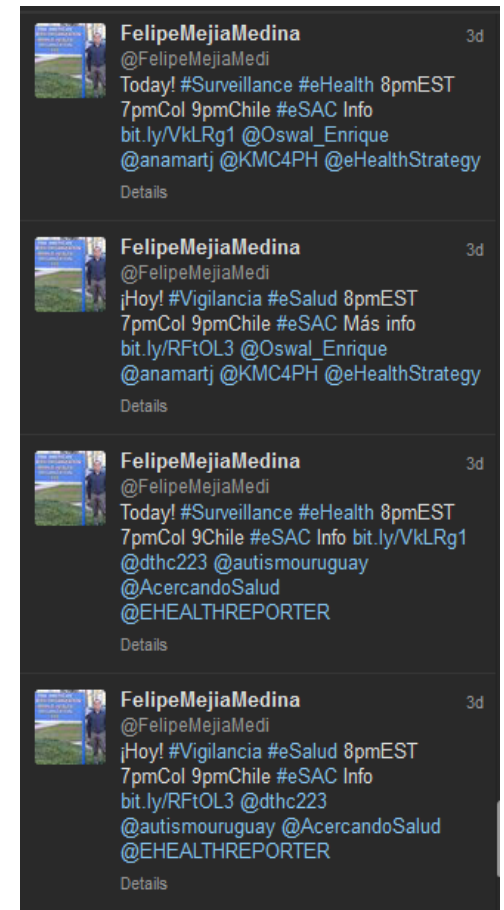 FelipeMejiaMedina 3d
@FelipeMejiaMedi
Today! #Surveillance #eHealth 8pmEST
7pmCol 9pmChile #eSAC Info
bit.ly/VkLRg1 @Oswal_Enrique
@anamartj @KMC4PH @eHealthStrategy
Details
FelipeMejiaMedina 3d
@FelipeMejiaMedi
¡Hoy! #Vigilancia #eSalud 8pmEST
7pmCol 9pmChile #eSAC Más info
bit.ly/RFtOL3 @Oswal_Enrique
@anamartj @KMC4PH @eHealthStrategy
Details
FelipeMejiaMedina 3d
@FelipeMejiaMedi
Today! #Surveillance #eHealth 8pmEST
7pmCol 9Chile #eSAC Info bit.ly/VkLRg1
@dthc223 @autismouruguay
@AcercandoSalud
@EHEALTHREPORTER
Details
FelipeMejiaMedina 3d
@FelipeMejiaMedi
¡Hoy! #Vigilancia #eSalud 8pmEST
7pmCol 9pmChile #eSAC Info
bit.ly/RFtOL3 @dthc223
@autismouruguay @AcercandoSalud
@EHEALTHREPORTER
Details